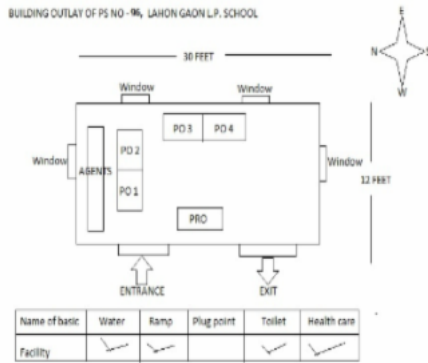 BUILDING OUTLAY OF PS NO - 96, LAHON GAON L.P. SCHOOL
E
N S
W
30 FEET
Window Window
PO 3 PO 4
Window AGENTS PO 2 Window
12 FEET
PO 1
PRO
ENTRANCE EXIT
Name of basic Water Ramp Plug point Toilet Health care
Facility